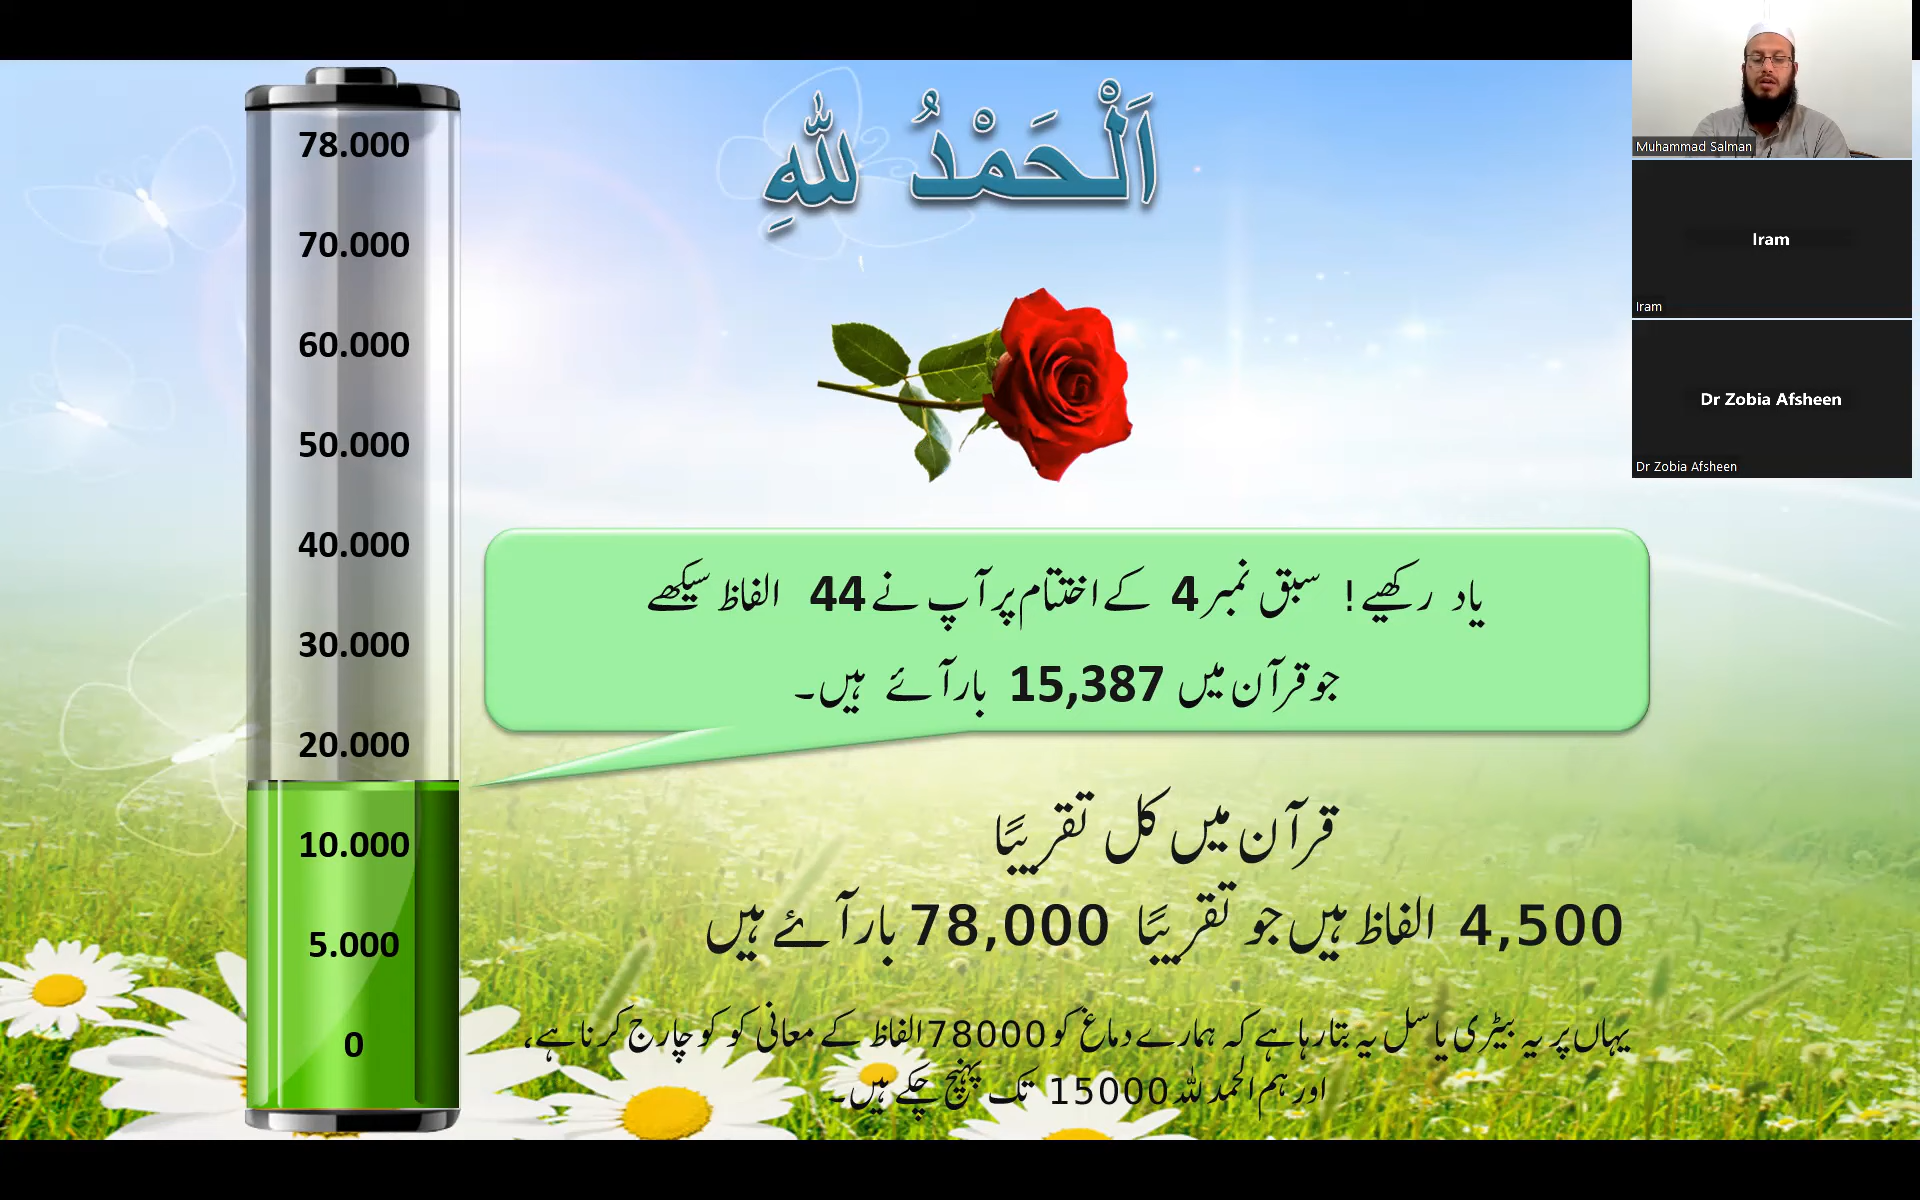 اَلْحَمْدُ لِلّٰهِ
78.000
70.000
60.000
50.000
40.000
30.000
20.000
10.000
5.000
0
یاد رکھیے! سبق نمبر 4 کے اختتام پر آپ نے 44 الفاظ سیکھے
جو قرآن میں 15,387 بار آئے ہیں۔
قرآن میں کل تقریبًا
4,500 الفاظ ہیں جو تقریبًا 78,000 بار آئے ہیں
یہاں پر یہ بیٹری یا سل یہ بتا رہا ہے کہ ہمارے دماغ کو 78000 الفاظ کے معانی کو کو چارج کرنا ہے،
اور ہم الحمد للہ 15000 تک پہنچ چکے ہیں۔
Muhammad Salman
Iram
Iram
Dr Zobia Afsheen
Dr Zobia Afsheen